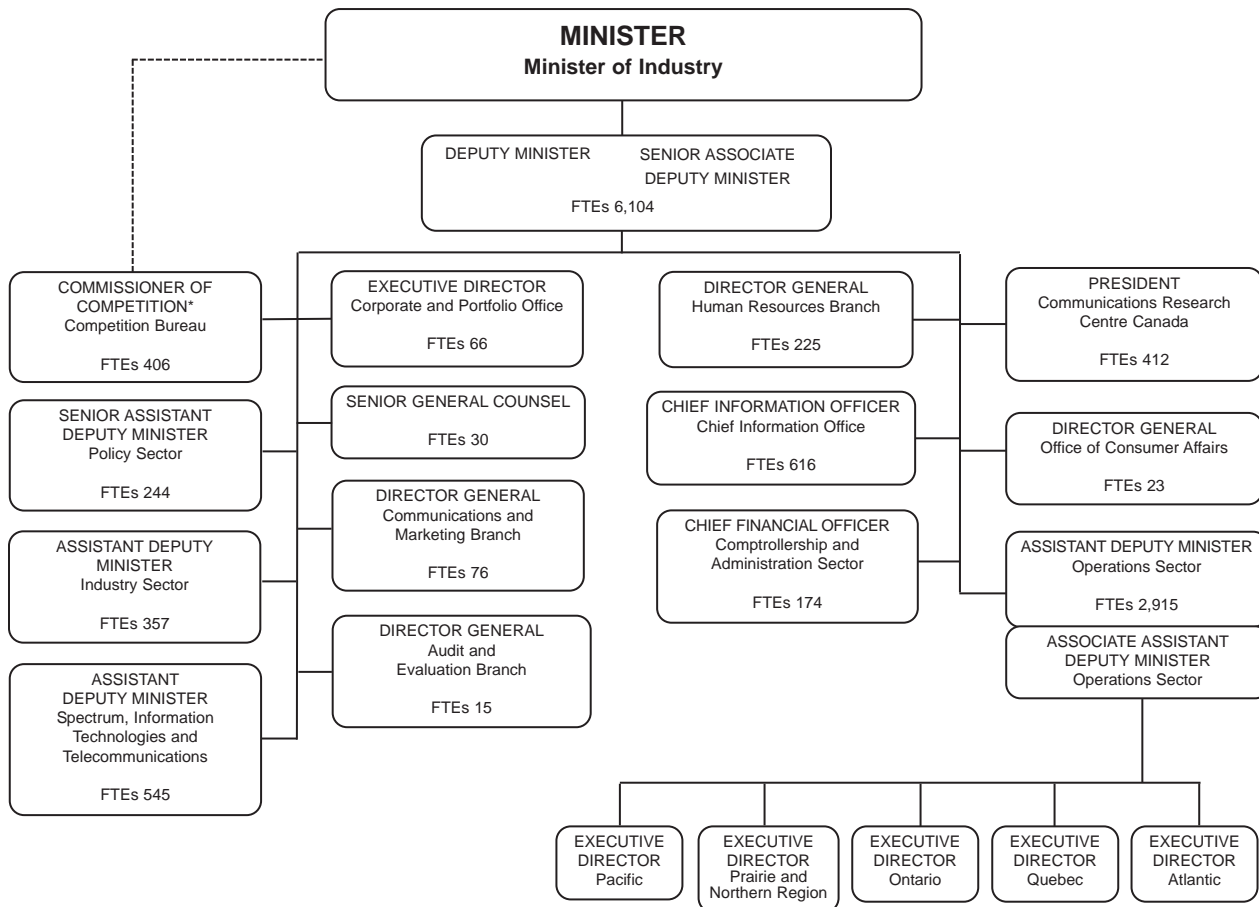 MINISTER
Minister of Industry
DEPUTY MINISTER
SENIOR ASSOCIATE
DEPUTY MINISTER
FTEs 6,104
COMMISSIONER OF
COMPETITION*
Competition Bureau
FTEs 406
SENIOR ASSISTANT
DEPUTY MINISTER
Policy Sector
FTEs 244
ASSISTANT DEPUTY
MINISTER
Industry Sector
FTEs 357
ASSISTANT
DEPUTY MINISTER
Spectrum, Information
Technologies and
Telecommunications
FTEs 545
EXECUTIVE DIRECTOR
Corporate and Portfolio Office
FTEs 66
SENIOR GENERAL COUNSEL
FTEs 30
DIRECTOR GENERAL
Communications and
Marketing Branch
FTEs 76
DIRECTOR GENERAL
Audit and
Evaluation Branch
FTEs 15
DIRECTOR GENERAL
Human Resources Branch
FTEs 225
CHIEF INFORMATION OFFICER
Chief Information Office
FTEs 616
CHIEF FINANCIAL OFFICER
Comptrollership and
Administration Sector
FTEs 174
PRESIDENT
Communications Research
Centre Canada
FTEs 412
DIRECTOR GENERAL
Office of Consumer Affairs
FTEs 23
ASSISTANT DEPUTY MINISTER
Operations Sector
FTEs 2,915
ASSOCIATE ASSISTANT
DEPUTY MINISTER
Operations Sector
EXECUTIVE
DIRECTOR
Pacific
EXECUTIVE
DIRECTOR
Prairie and
Northern Region
EXECUTIVE
DIRECTOR
Ontario
EXECUTIVE
DIRECTOR
Quebec
EXECUTIVE
DIRECTOR
Atlantic